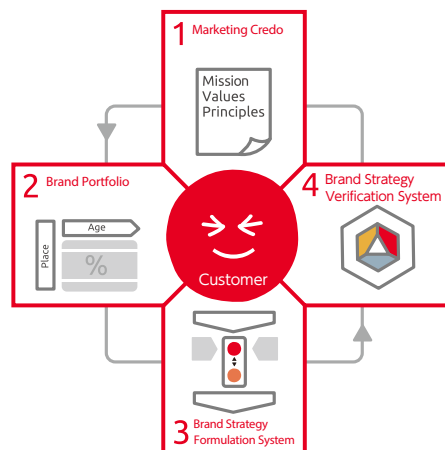 1 Marketing Credo
Mission
Values
Principles
2 Brand Portfolio
Age
Place
%
Customer
4 Brand Strategy
Verification System
3 Brand Strategy
Formulation System